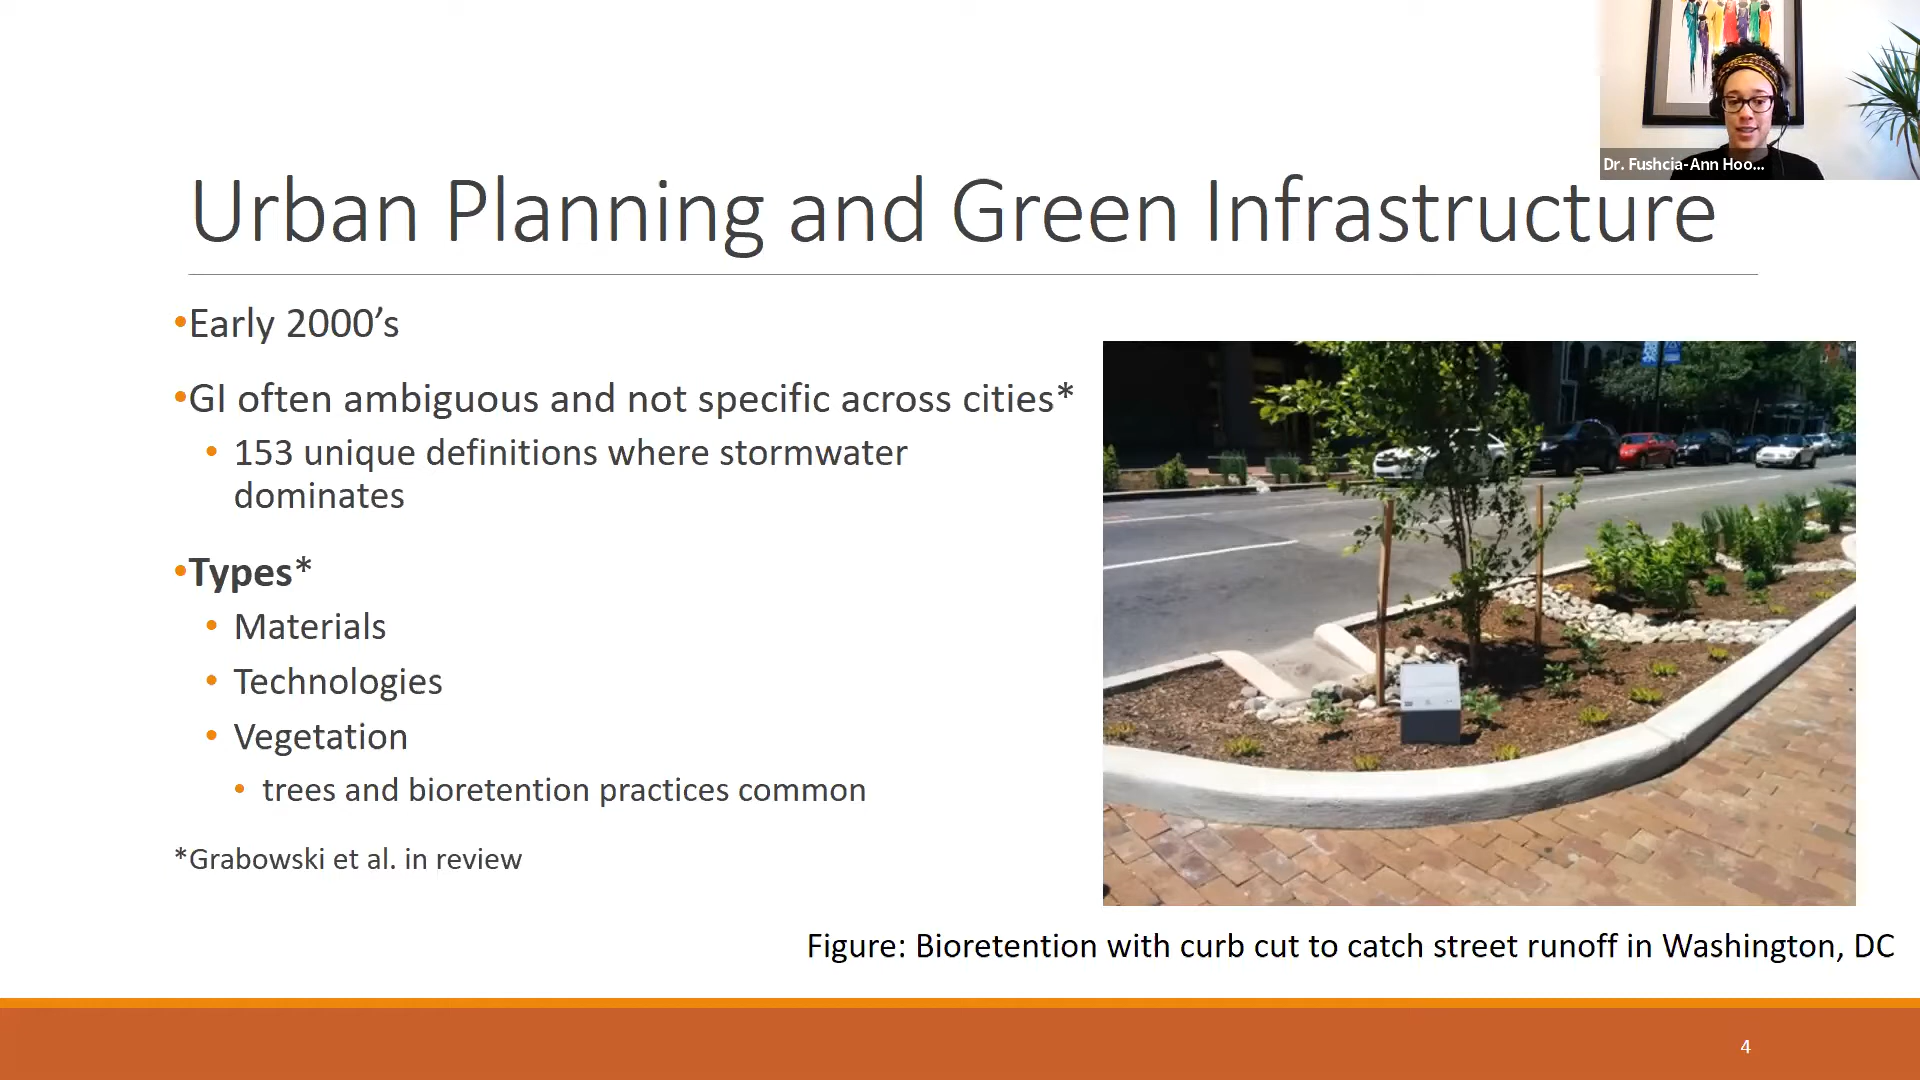 Dr. Fushcia-Ann Hoo...
Urban Planning and Green Infrastructure
•Early 2000’s
•GI often ambiguous and not specific across cities*
• 153 unique definitions where stormwater
dominates
•Types*
• Materials
• Technologies
• Vegetation
• trees and bioretention practices common
*Grabowski et al. in review
Figure: Bioretention with curb cut to catch street runoff in Washington, DC
4